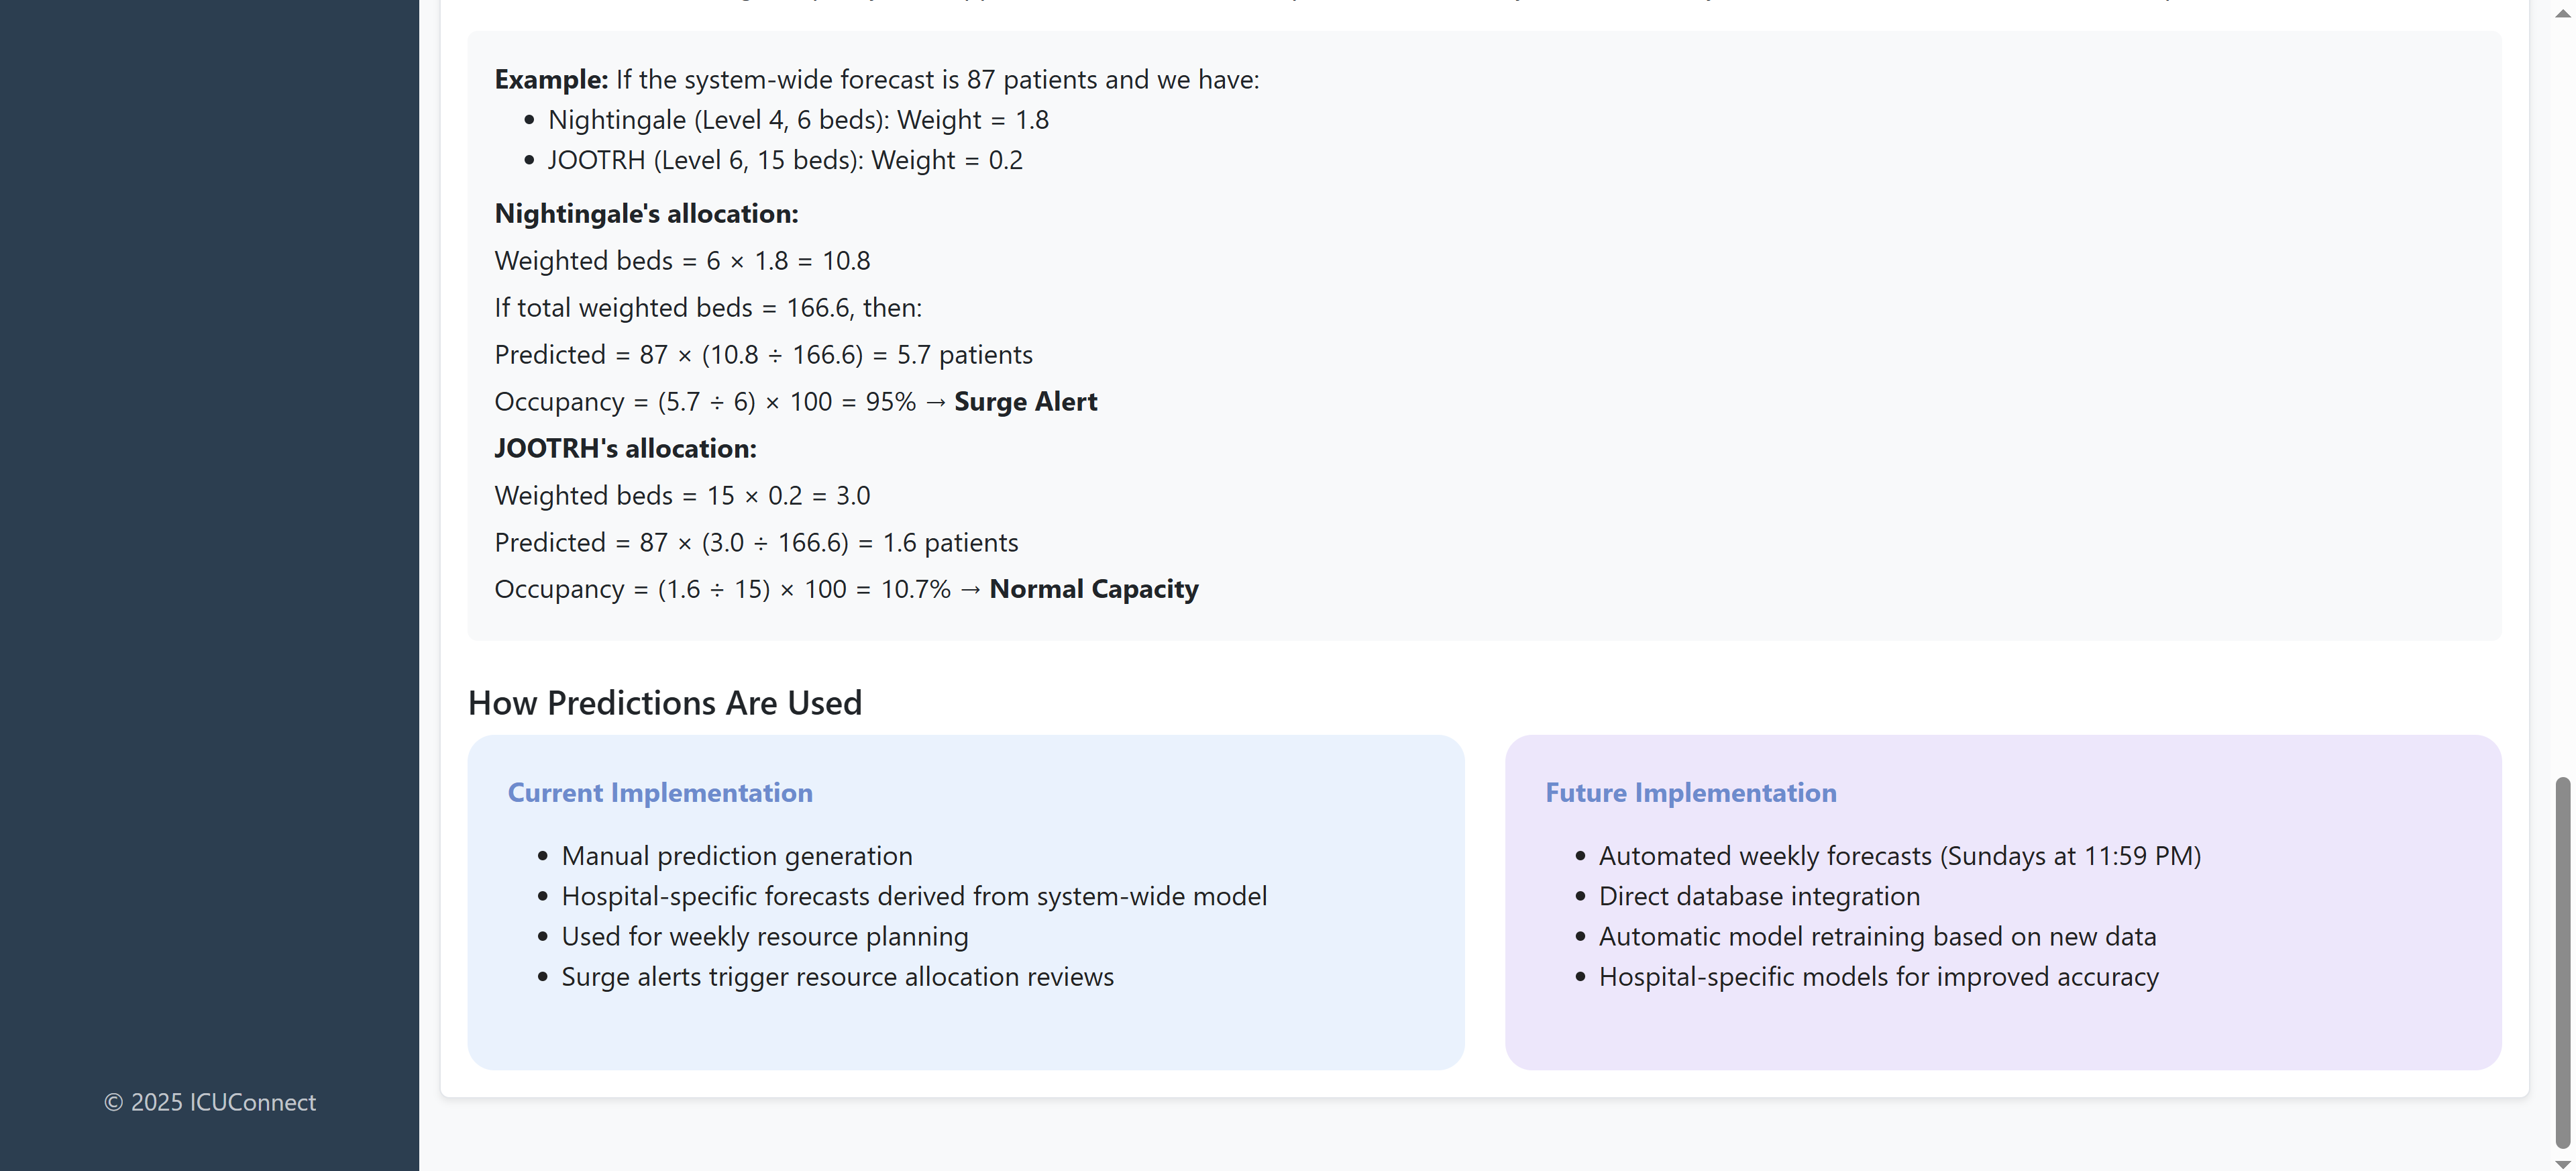 Example: If the system-wide forecast is 87 patients and we have:
Nightingale (Level 4, 6 beds): Weight = 1.8
JOOTRH (Level 6, 15 beds): Weight = 0.2
Nightingale's allocation:
Weighted beds = 6 × 1.8 = 10.8
If total weighted beds = 166.6, then:
Predicted = 87 × (10.8 ÷ 166.6) = 5.7 patients
Occupancy = (5.7 ÷ 6) × 100 = 95% → Surge Alert
JOOTRH's allocation:
Weighted beds = 15 × 0.2 = 3.0
Predicted = 87 × (3.0 ÷ 166.6) = 1.6 patients
Occupancy = (1.6 ÷ 15) × 100 = 10.7% → Normal Capacity
How Predictions Are Used
Current Implementation
Manual prediction generation
Hospital-specific forecasts derived from system-wide model
Used for weekly resource planning
Surge alerts trigger resource allocation reviews
Future Implementation
Automated weekly forecasts (Sundays at 11:59 PM)
Direct database integration
Automatic model retraining based on new data
Hospital-specific models for improved accuracy
© 2025 ICUConnect